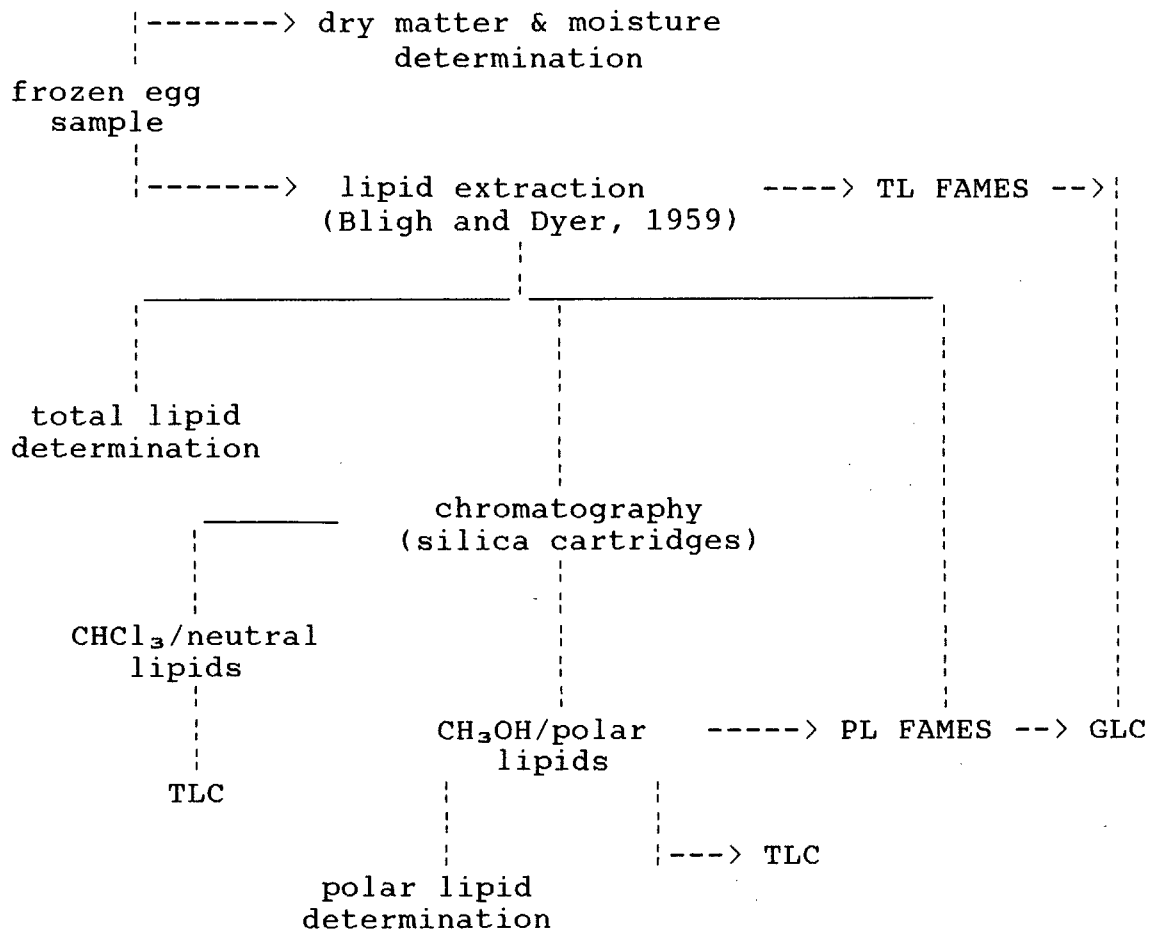 dry matter & moisture
determination
frozen egg
sample
lipid extraction
(Bligh and Dyer, 1959)
TL FAMES
total lipid
determination
chromatography
(silica cartridges)
CHCl₃/neutral
lipids
CH₃OH/polar
lipids
PL FAMES
GLC
TLC
TLC
polar lipid
determination